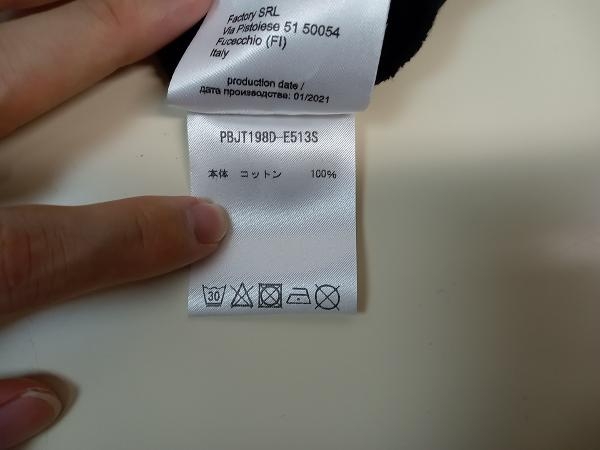 Factory SRL
Via Pistoiese 51 50054
Fucecchio (FI)
Italy
production date /
дата производства: 01/2021
PBJT198D-E513S
本体 コットン 100%
30